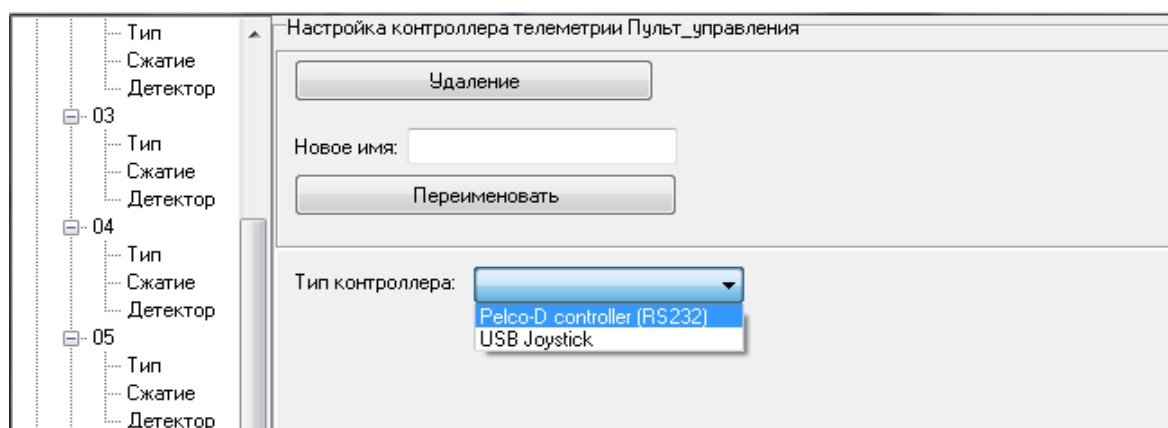 Тип
Сжатие
Детектор
03
Тип
Сжатие
Детектор
04
Тип
Сжатие
Детектор
05
Тип
Сжатие
Детектор
Настройка контроллера телеметрии Пульт_управления
Удаление
Новое имя:
Переименовать
Тип контроллера:
Pelco-D controller (RS232)
USB Joystick